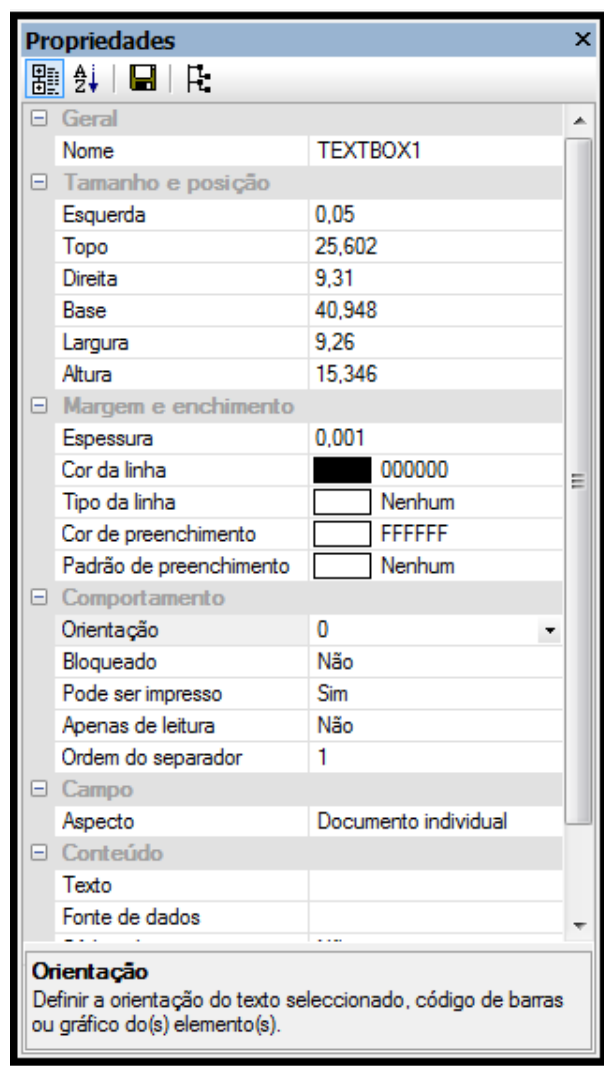 Propriedades
Geral
Nome TEXTBOX1
Tamanho e posição
Esquerda 0,05
Topo 25,602
Direita 9,31
Base 40,948
Largura 9,26
Altura 15,346
Margem e enchimento
Espessura 0,001
Cor da linha 000000
Tipo da linha Nenhum
Cor de preenchimento FFFFFF
Padrão de preenchimento Nenhum
Comportamento
Orientação 0
Bloqueado Não
Pode ser impresso Sim
Apenas de leitura Não
Ordem do separador 1
Campo
Aspecto Documento individual
Conteúdo
Texto
Fonte de dados
Orientação
Definir a orientação do texto seleccionado, código de barras
ou gráfico do(s) elemento(s).